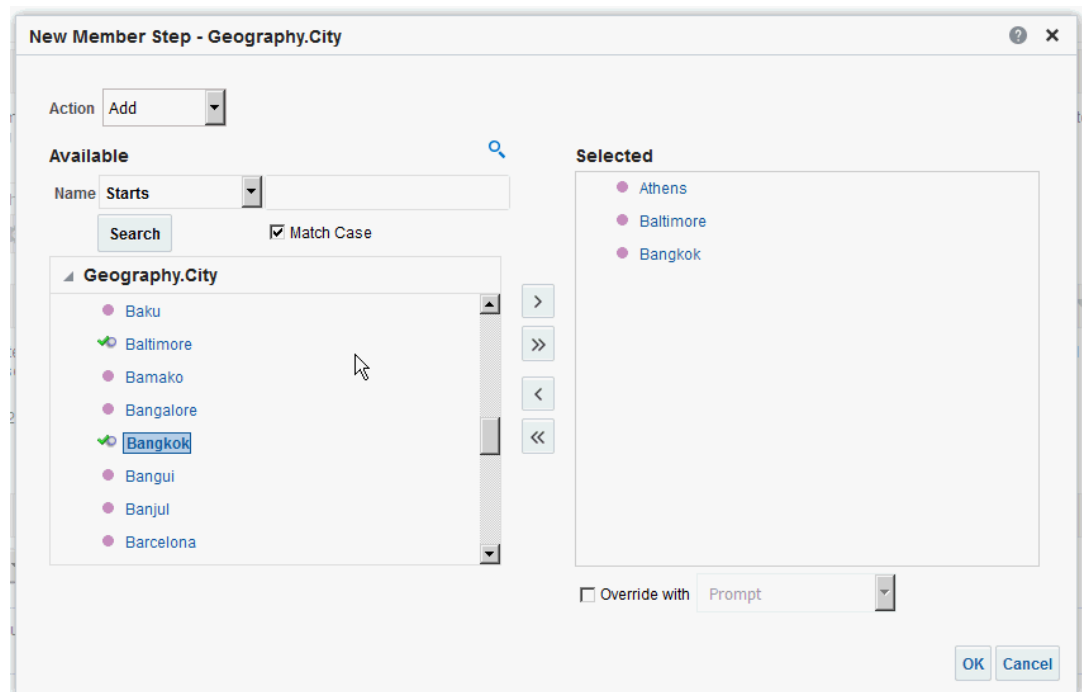 New Member Step - Geography.City
Action Add
Available
Name Starts
Search
Match Case
Geography.City
Baku
Baltimore
Bamako
Bangalore
Bangkok
Bangui
Banjul
Barcelona
Selected
Athens
Baltimore
Bangkok
Override with Prompt
OK Cancel